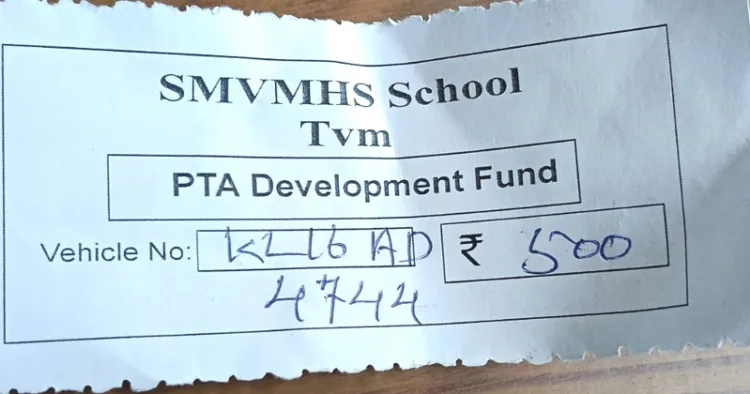 SMVMHS School
Tvm
PTA Development Fund
Vehicle No: KL16 AD ₹ 500
4744